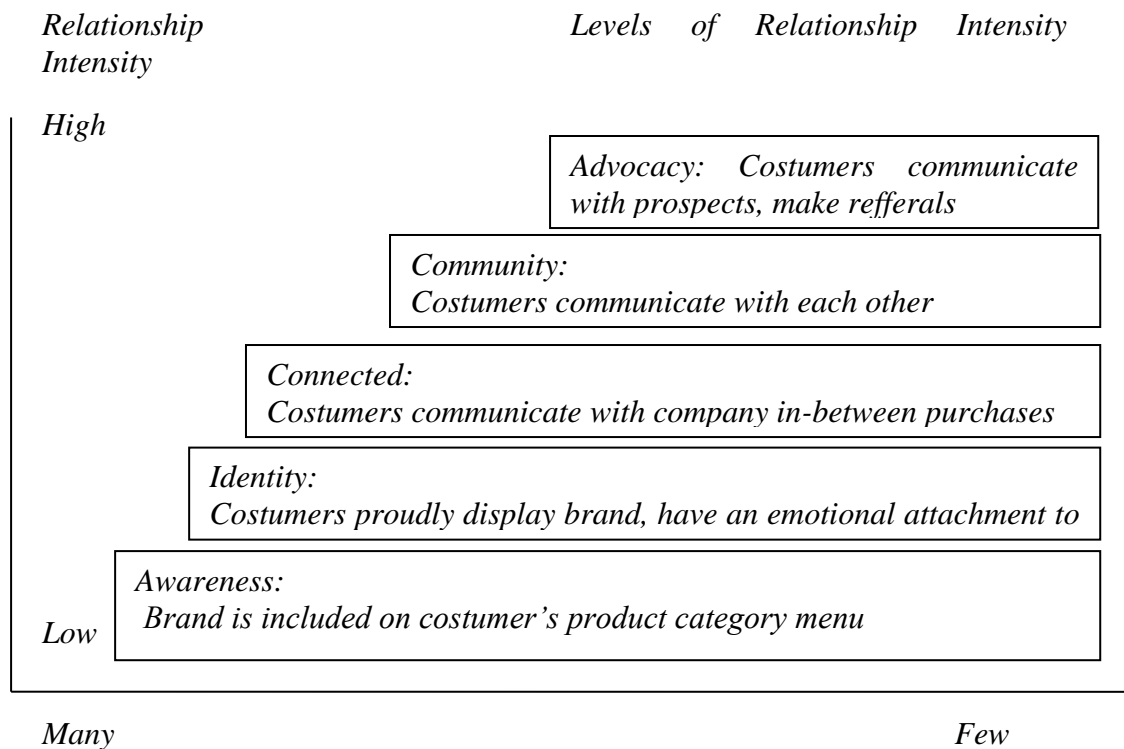 Relationship Intensity
Levels of Relationship Intensity
High
Advocacy: Costumers communicate
with prospects, make refferals
Community:
Costumers communicate with each other
Connected:
Costumers communicate with company in-between purchases
Identity:
Costumers proudly display brand, have an emotional attachment to
Awareness:
Brand is included on costumer's product category menu
Low
Many Few